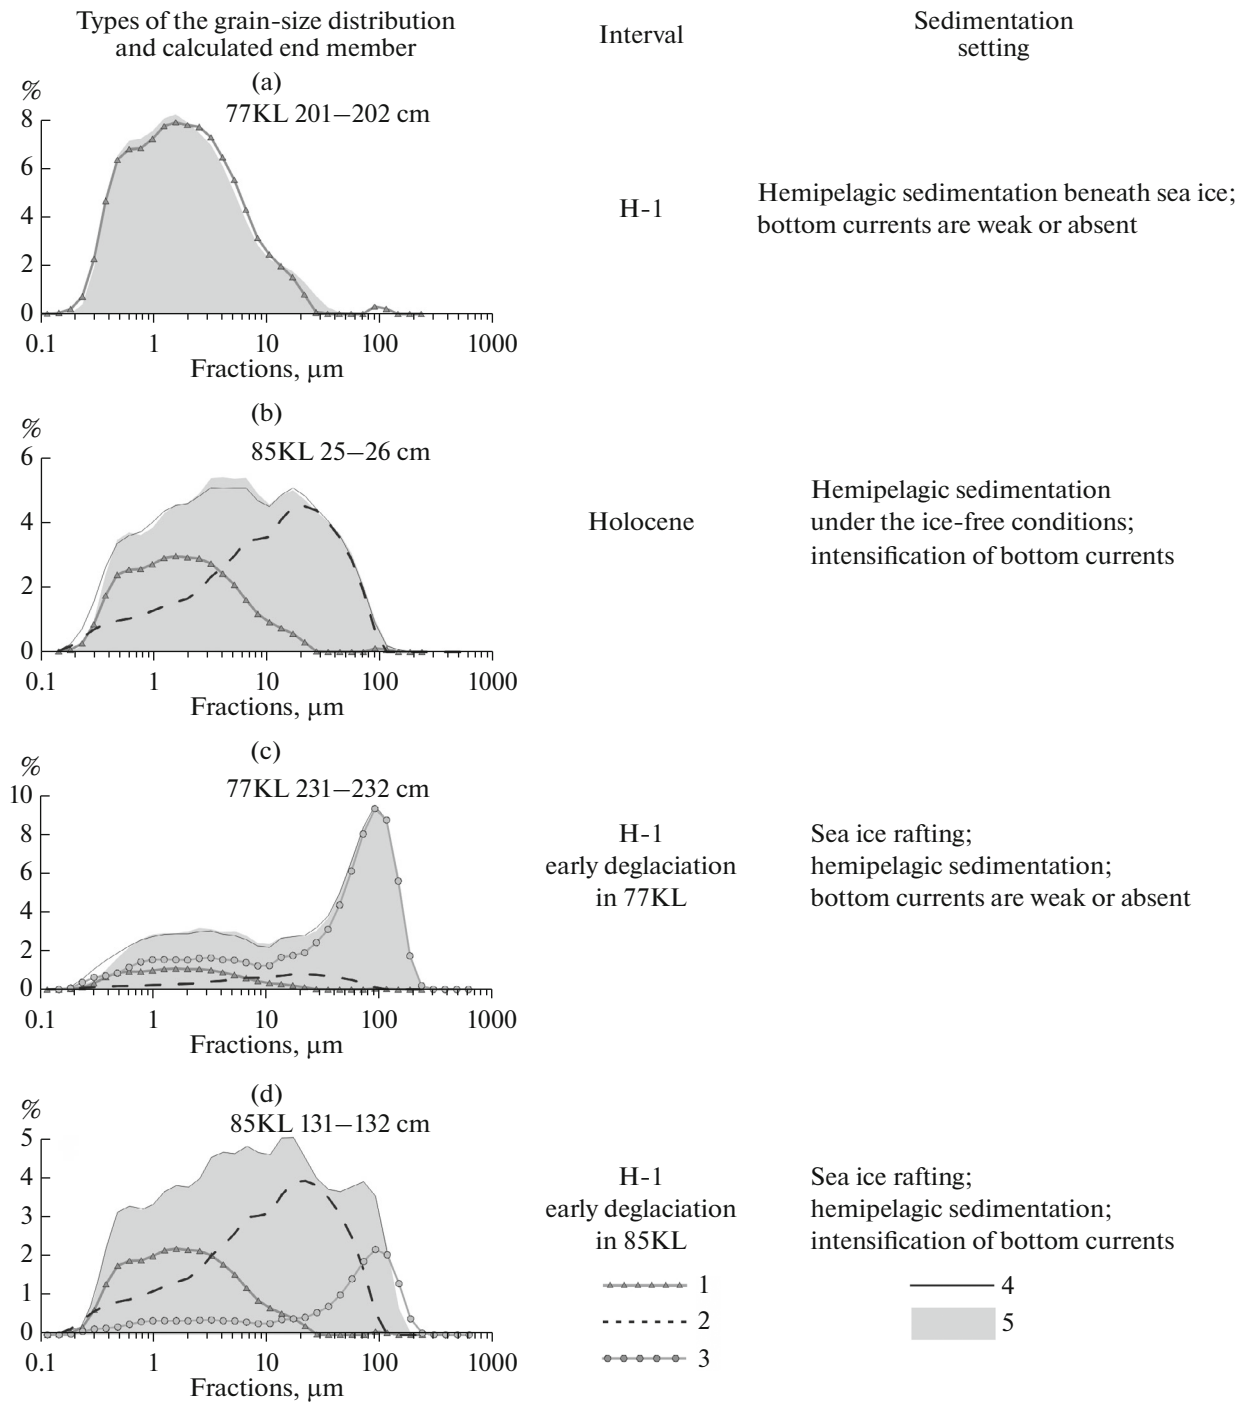 Types of the grain-size distribution
and calculated end member
Interval
Sedimentation
setting
(a)
%
77KL 201–202 cm
8
6
4
2
0
0.1 1 10 100 1000
Fractions, μm
H-1
Hemipelagic sedimentation beneath sea ice;
bottom currents are weak or absent
(b)
%
85KL 25–26 cm
6
4
2
0
0.1 1 10 100 1000
Fractions, μm
Holocene
Hemipelagic sedimentation
under the ice-free conditions;
intensification of bottom currents
(c)
%
77KL 231–232 cm
10
8
6
4
2
0
0.1 1 10 100 1000
Fractions, μm
H-1
early deglaciation
in 77KL
Sea ice rafting;
hemipelagic sedimentation;
bottom currents are weak or absent
(d)
%
85KL 131–132 cm
5
4
3
2
1
0
0.1 1 10 100 1000
Fractions, μm
H-1
early deglaciation
in 85KL
Sea ice rafting;
hemipelagic sedimentation;
intensification of bottom currents
1
2
3
4
5